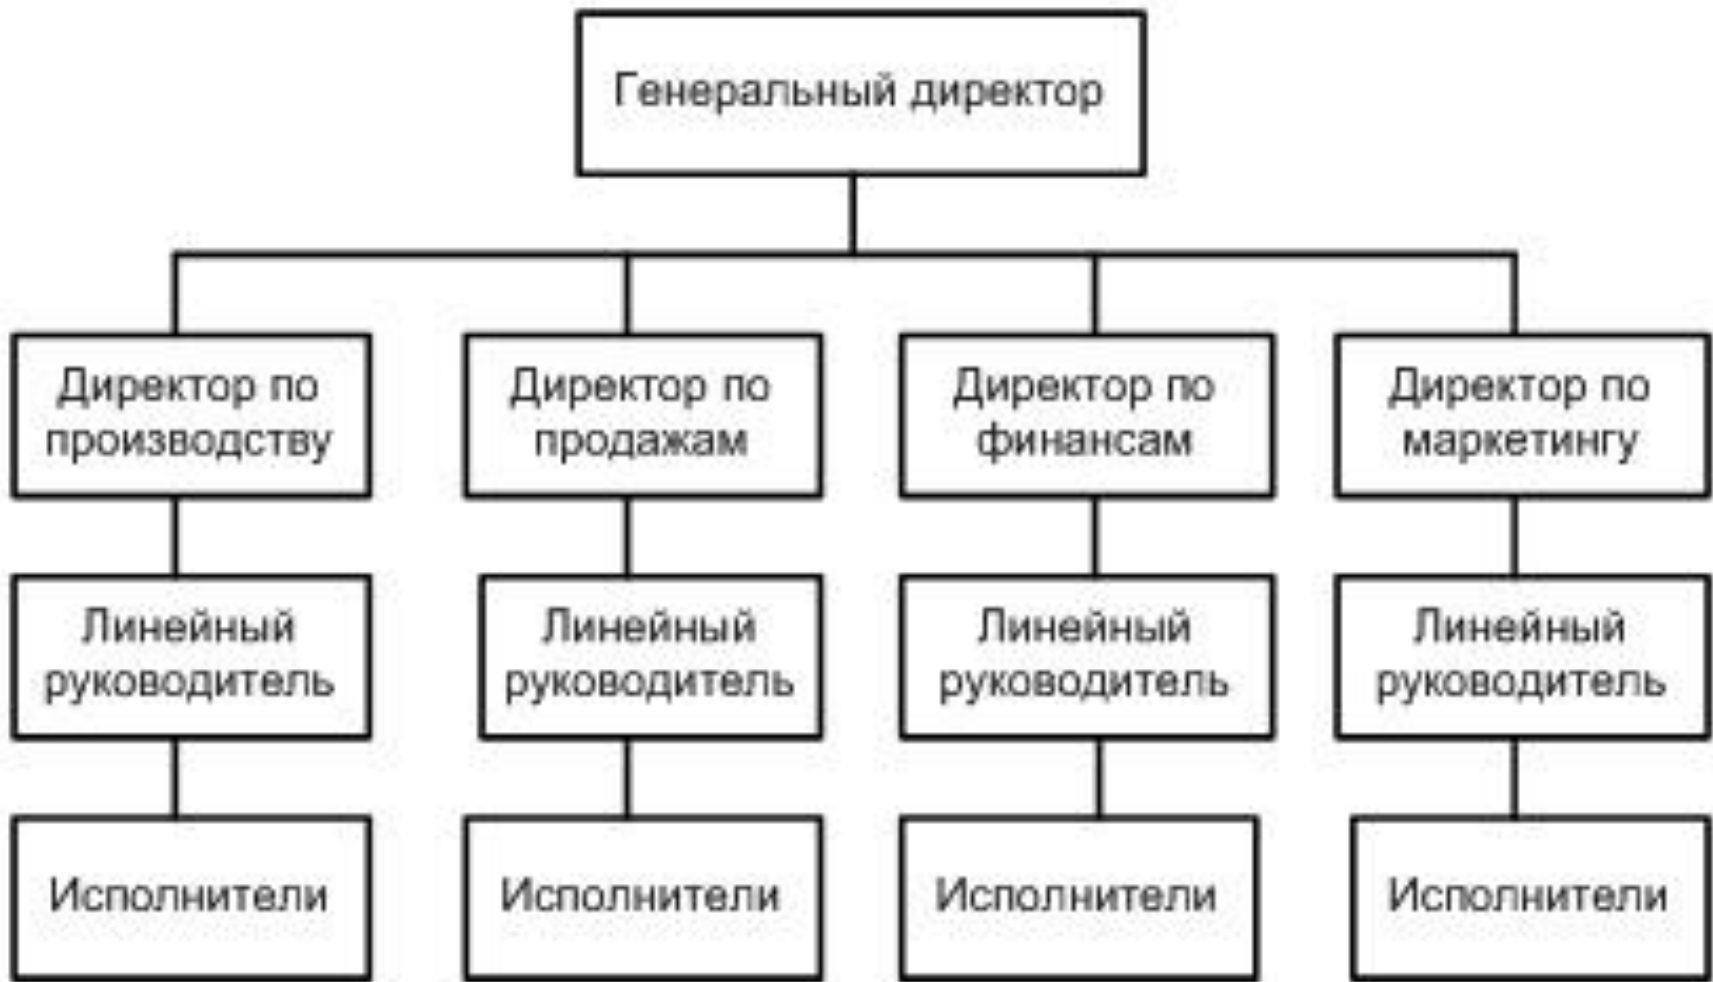 Генеральный директор
Директор по
производству
Директор по
продажам
Директор по
финансам
Директор по
маркетингу
Линейный
руководитель
Линейный
руководитель
Линейный
руководитель
Линейный
руководитель
Исполнители
Исполнители
Исполнители
Исполнители